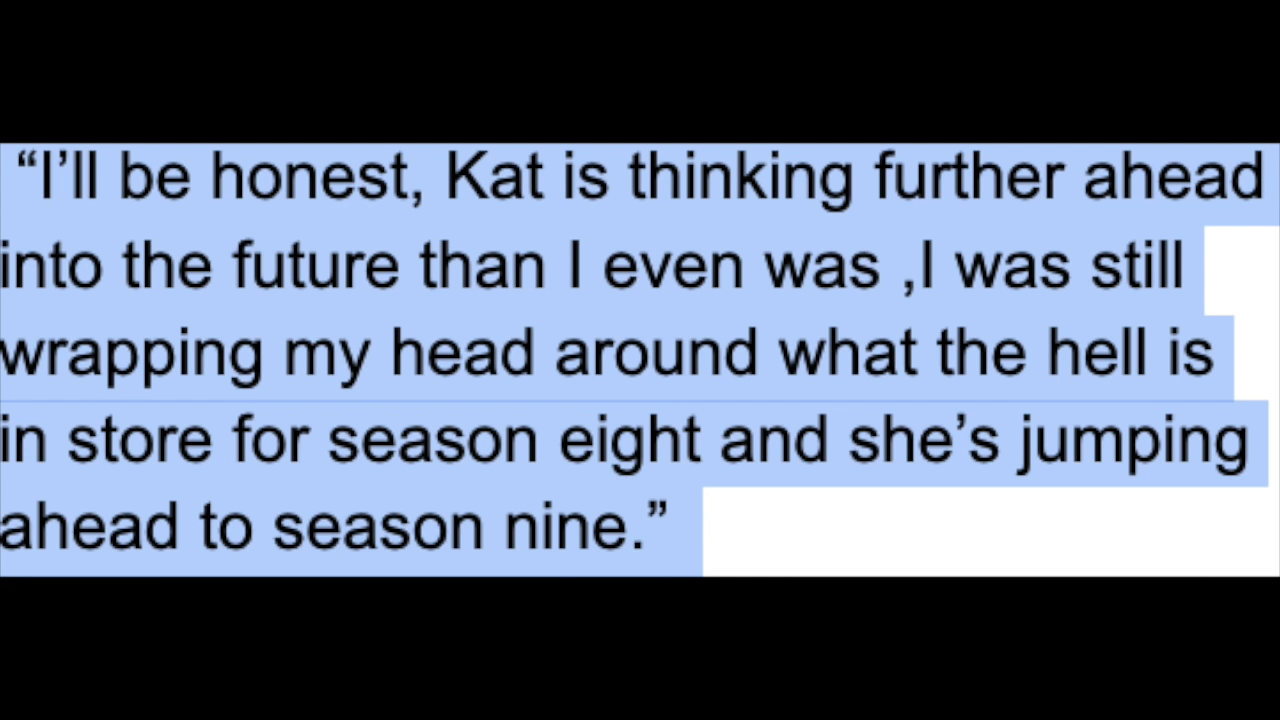 “I’ll be honest, Kat is thinking further ahead
into the future than I even was ,I was still
wrapping my head around what the hell is
in store for season eight and she’s jumping
ahead to season nine.”